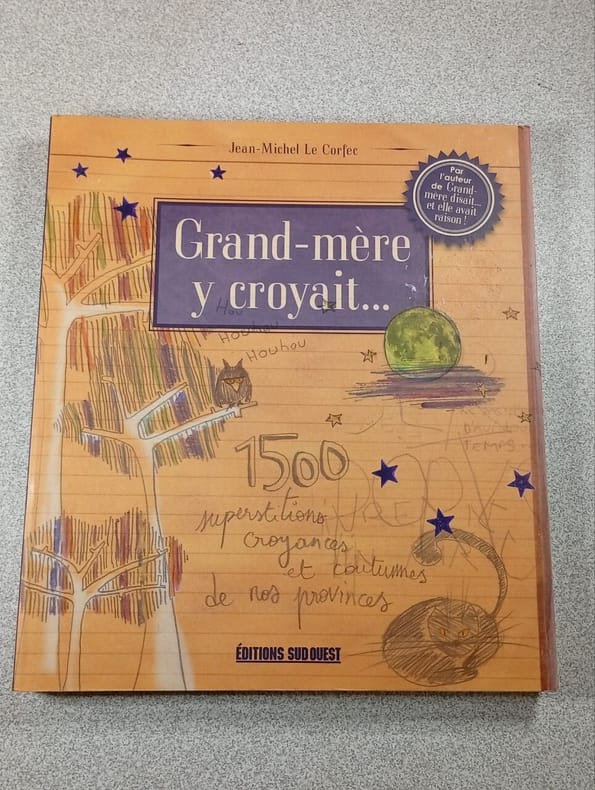 Jean-Michel Le Corfec
Par
l'auteur
de Grand-
mère disait...
et elle avait
raison !
Grand-mère
y croyait...
Hou
Houhou
Houhou
1500
superstitions
croyances
et coutumes
de nos provinces
TEMPS
ÉDITIONS SUD OUEST